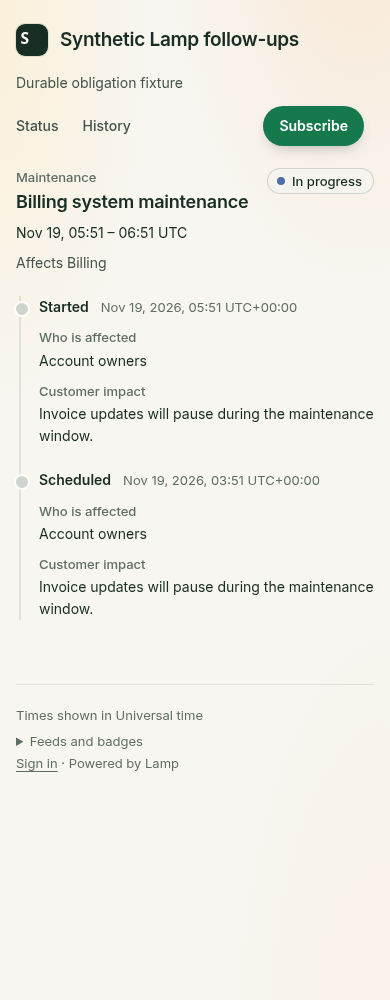 S
Synthetic Lamp follow-ups
Durable obligation fixture
Status
History
Subscribe
Maintenance
In progress
Billing system maintenance
Nov 19, 05:51 – 06:51 UTC
Affects Billing
Started Nov 19, 2026, 05:51 UTC+00:00
Who is affected
Account owners
Customer impact
Invoice updates will pause during the maintenance
window.
Scheduled Nov 19, 2026, 03:51 UTC+00:00
Who is affected
Account owners
Customer impact
Invoice updates will pause during the maintenance
window.
Times shown in Universal time
Feeds and badges
Sign in · Powered by Lamp